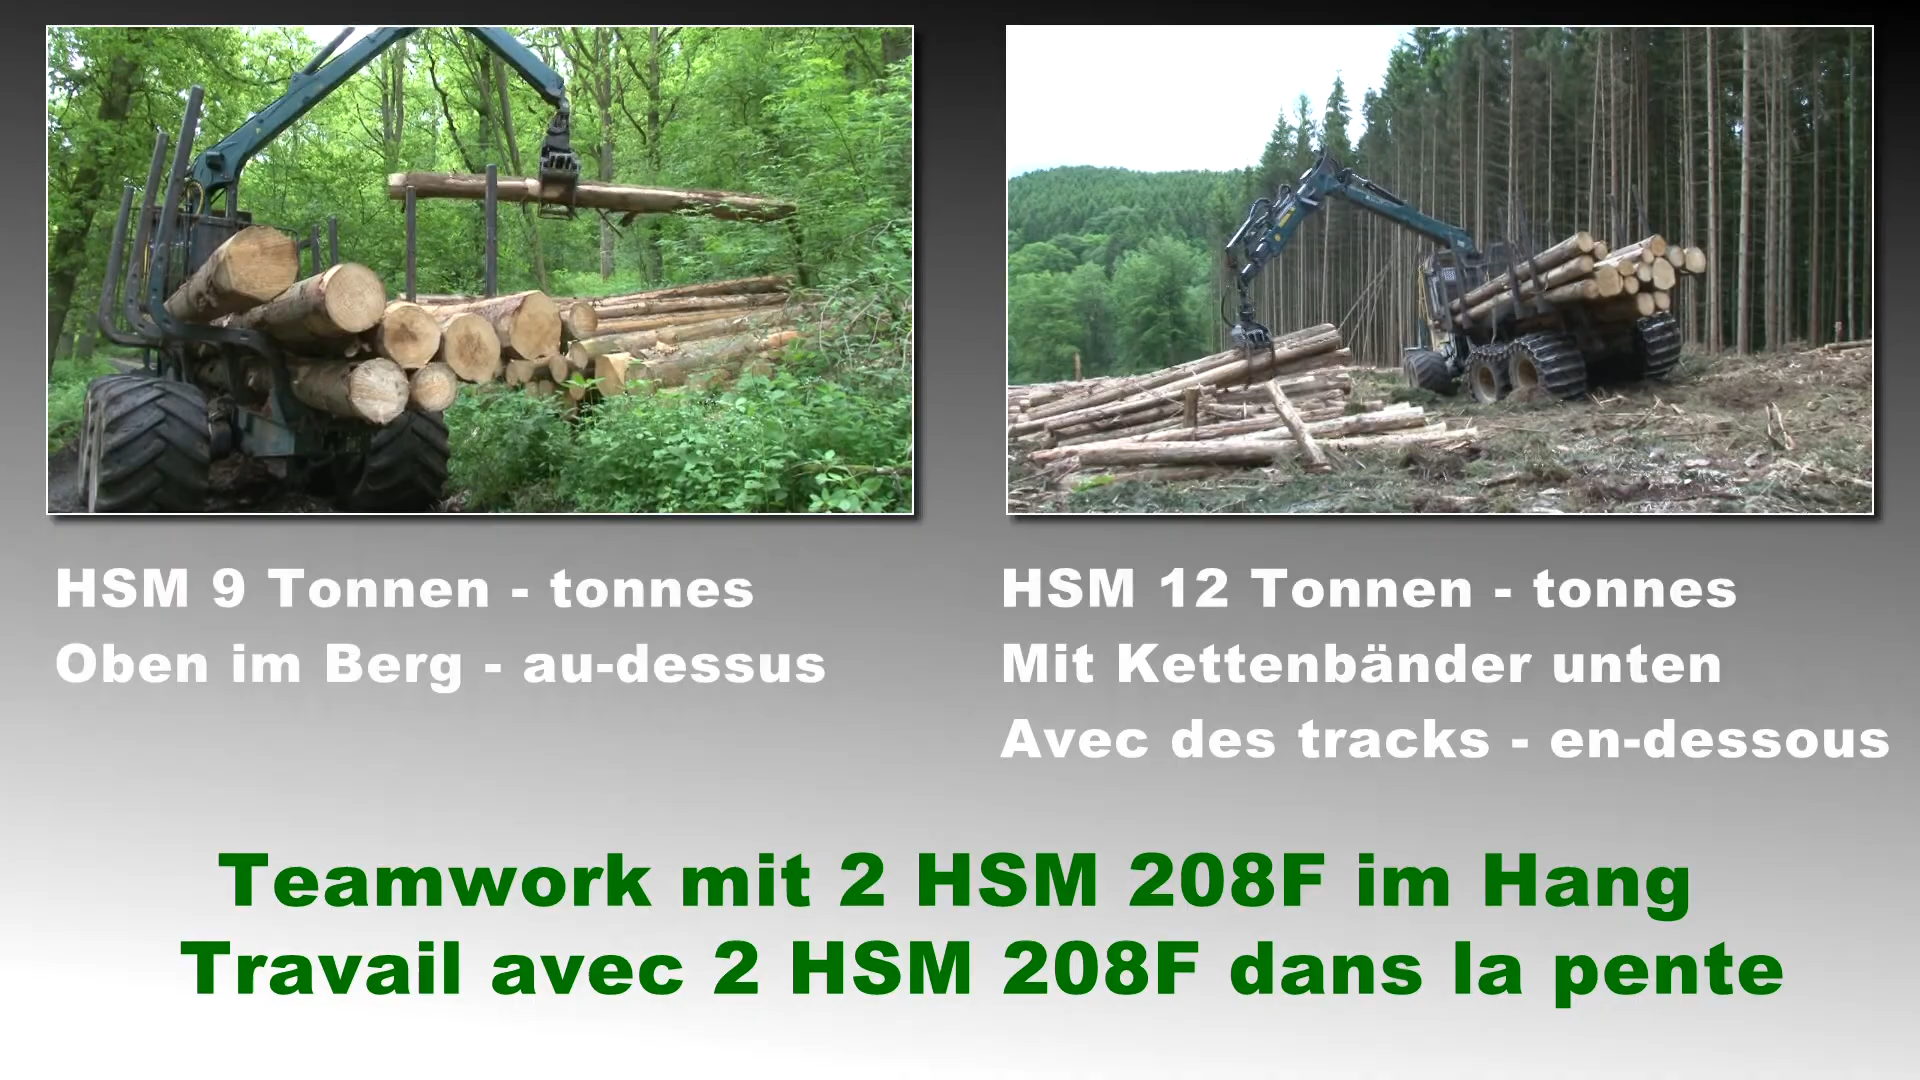 HSM 9 Tonnen - tonnes
Oben im Berg - au-dessus
HSM 12 Tonnen - tonnes
Mit Kettenbänder unten
Avec des tracks - en-dessous
Teamwork mit 2 HSM 208F im Hang
Travail avec 2 HSM 208F dans la pente